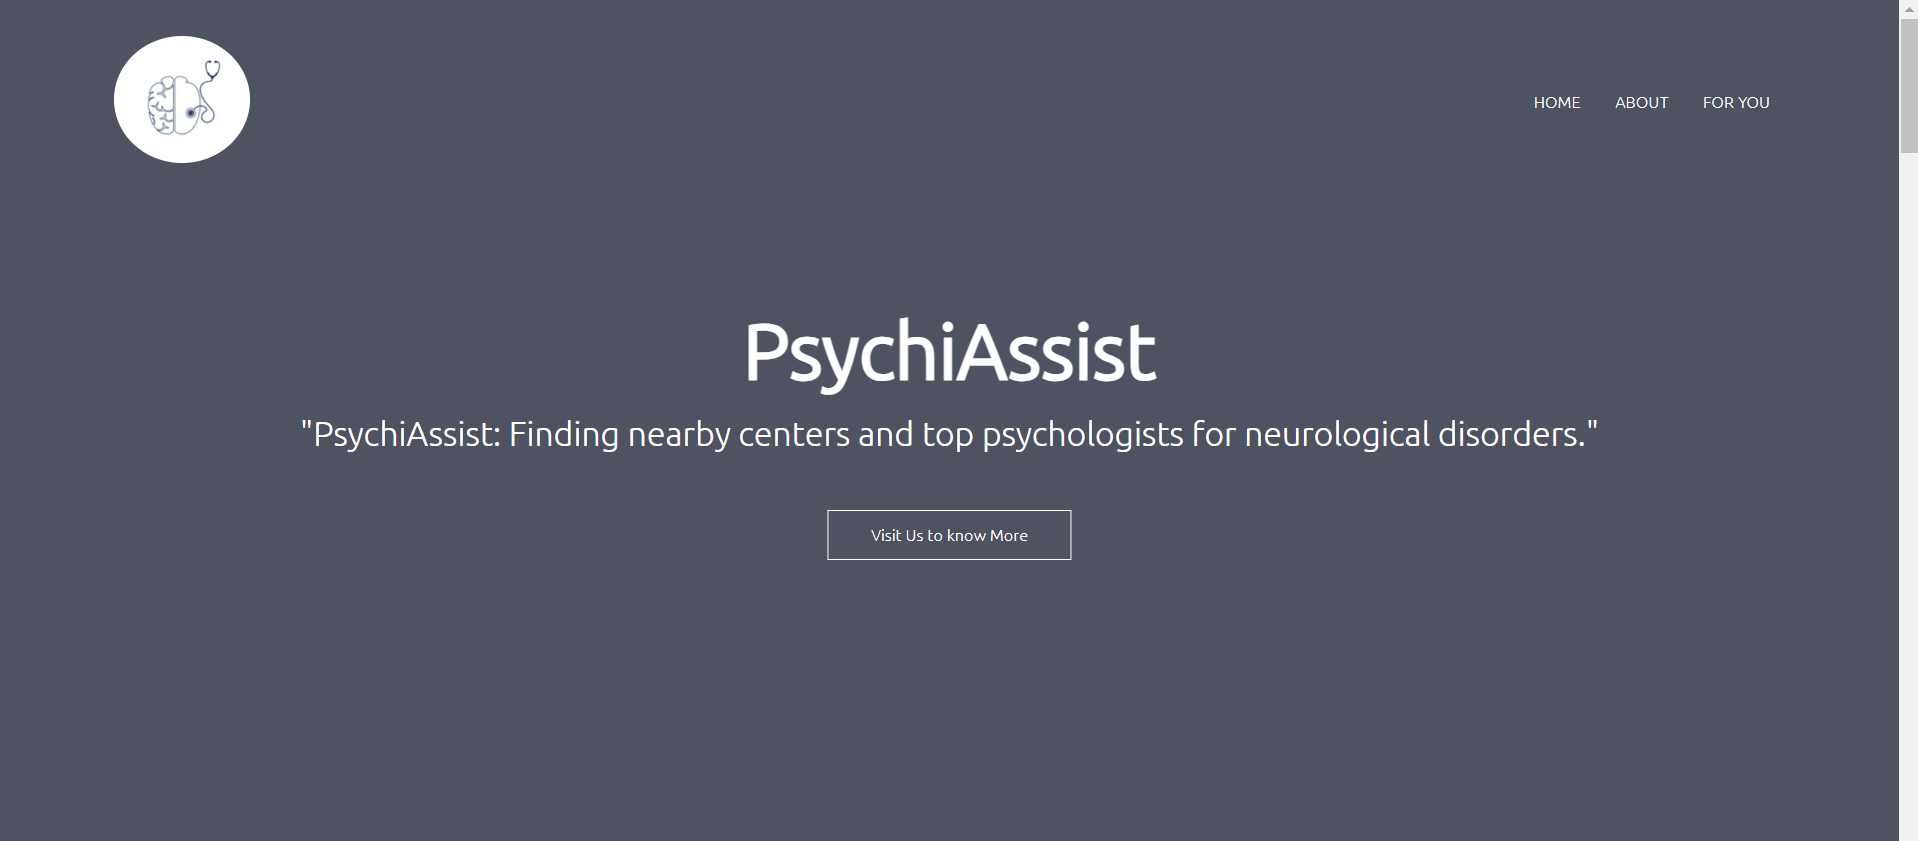 HOME ABOUT FOR YOU
PsychiAssist
"PsychiAssist: Finding nearby centers and top psychologists for neurological disorders."
Visit Us to know More